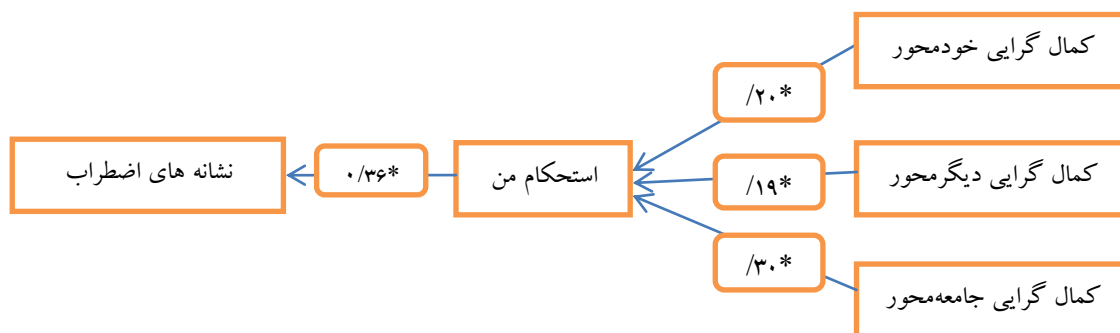 کمال گرایی خودمحور
/۲۰*
کمال گرایی دیگرمحور
/۱۹*
استحکام من
۰/۳۶*
نشانه های اضطراب
/۳۰*
کمال گرایی جامعه‌محور